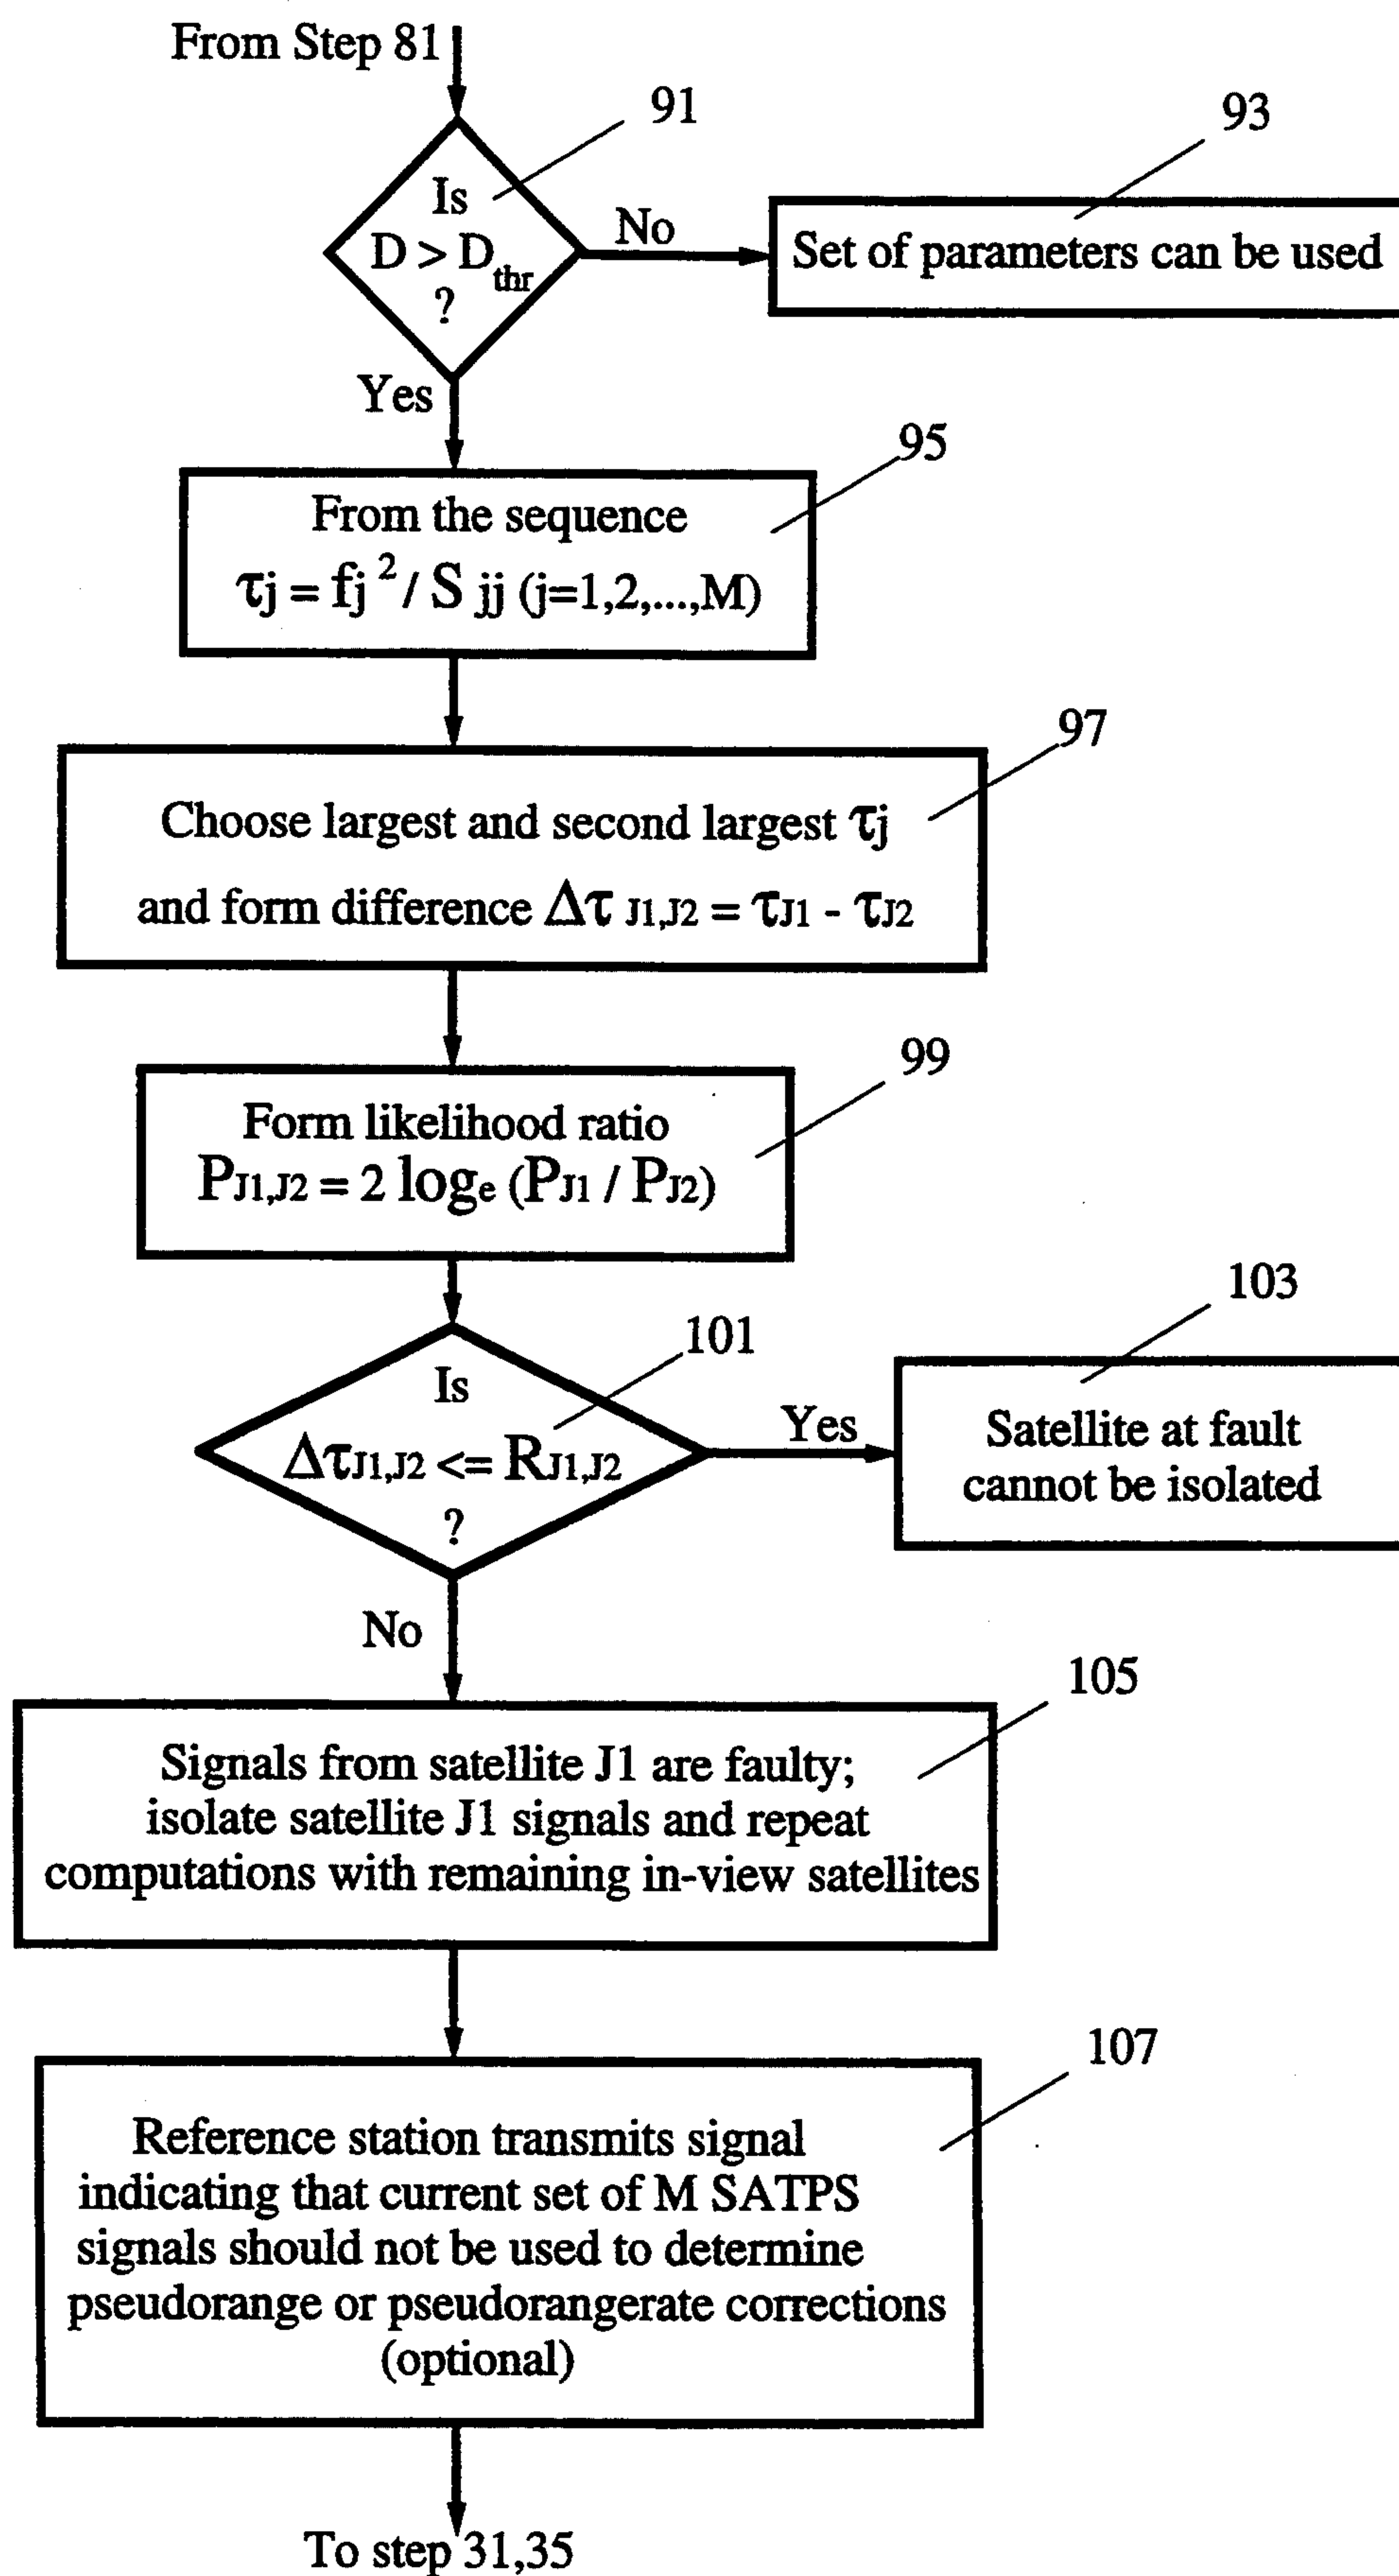 From Step 81
91
Is
D > Dthr
?
No
93
Set of parameters can be used
Yes
95
From the sequence
τj = fj ² / S jj (j=1,2,...,M)
97
Choose largest and second largest τj
and form difference Δτ J1,J2 = τJ1 - τJ2
99
Form likelihood ratio
PJ1,J2 = 2 loge (PJ1 / PJ2)
101
Is
ΔτJ1,J2 <= RJ1,J2
?
Yes
103
Satellite at fault
cannot be isolated
No
105
Signals from satellite J1 are faulty;
isolate satellite J1 signals and repeat
computations with remaining in-view satellites
107
Reference station transmits signal
indicating that current set of M SATPS
signals should not be used to determine
pseudorange or pseudorangerate corrections
(optional)
To step 31,35